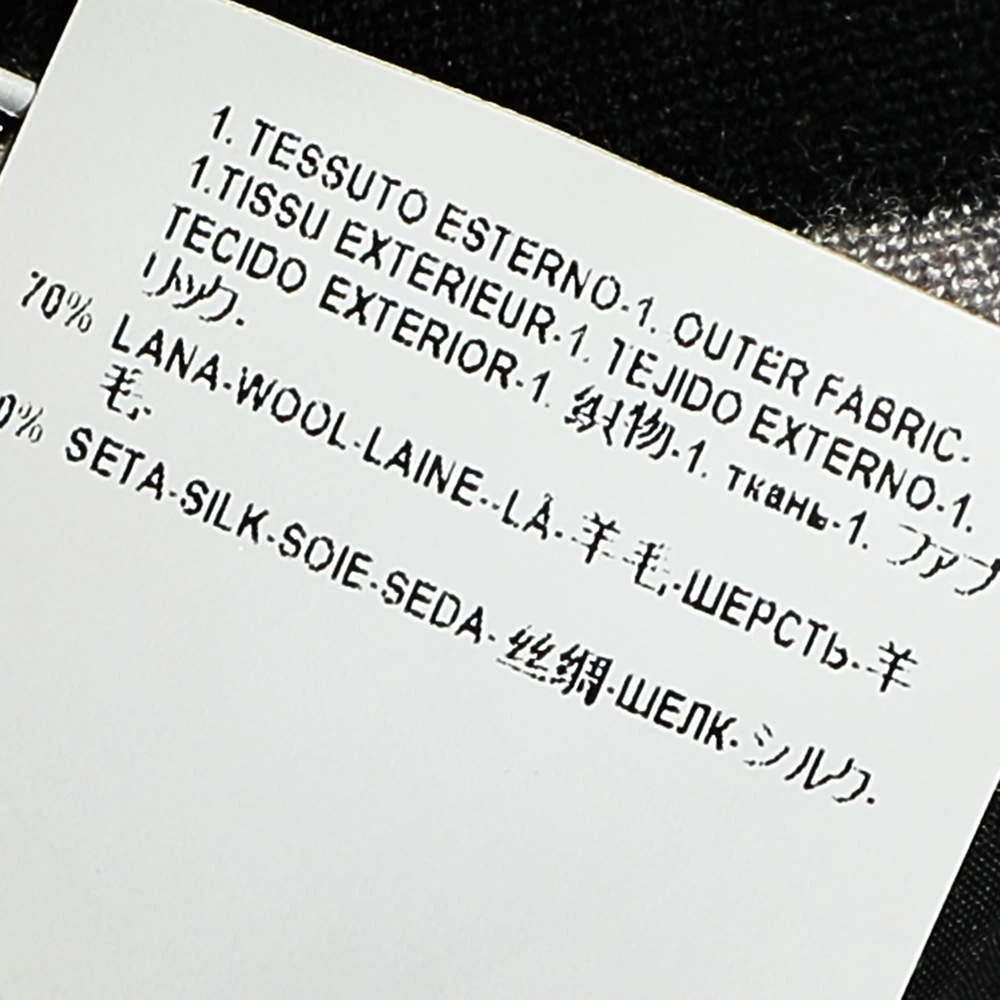 1. TESSUTO ESTERNO-1. OUTER FABRIC-
1.TISSU EXTERIEUR-1. TEJIDO EXTERNO-1.
TECIDO EXTERIOR-1. 织物-1. ткань-1. ファブ
リック.
70% LANA-WOOL-LAINE--LÃ-羊毛-ШЕРСТЬ-羊
毛.
0% SETA-SILK-SOIE-SEDA-丝绸-ШЕЛК-シルク.